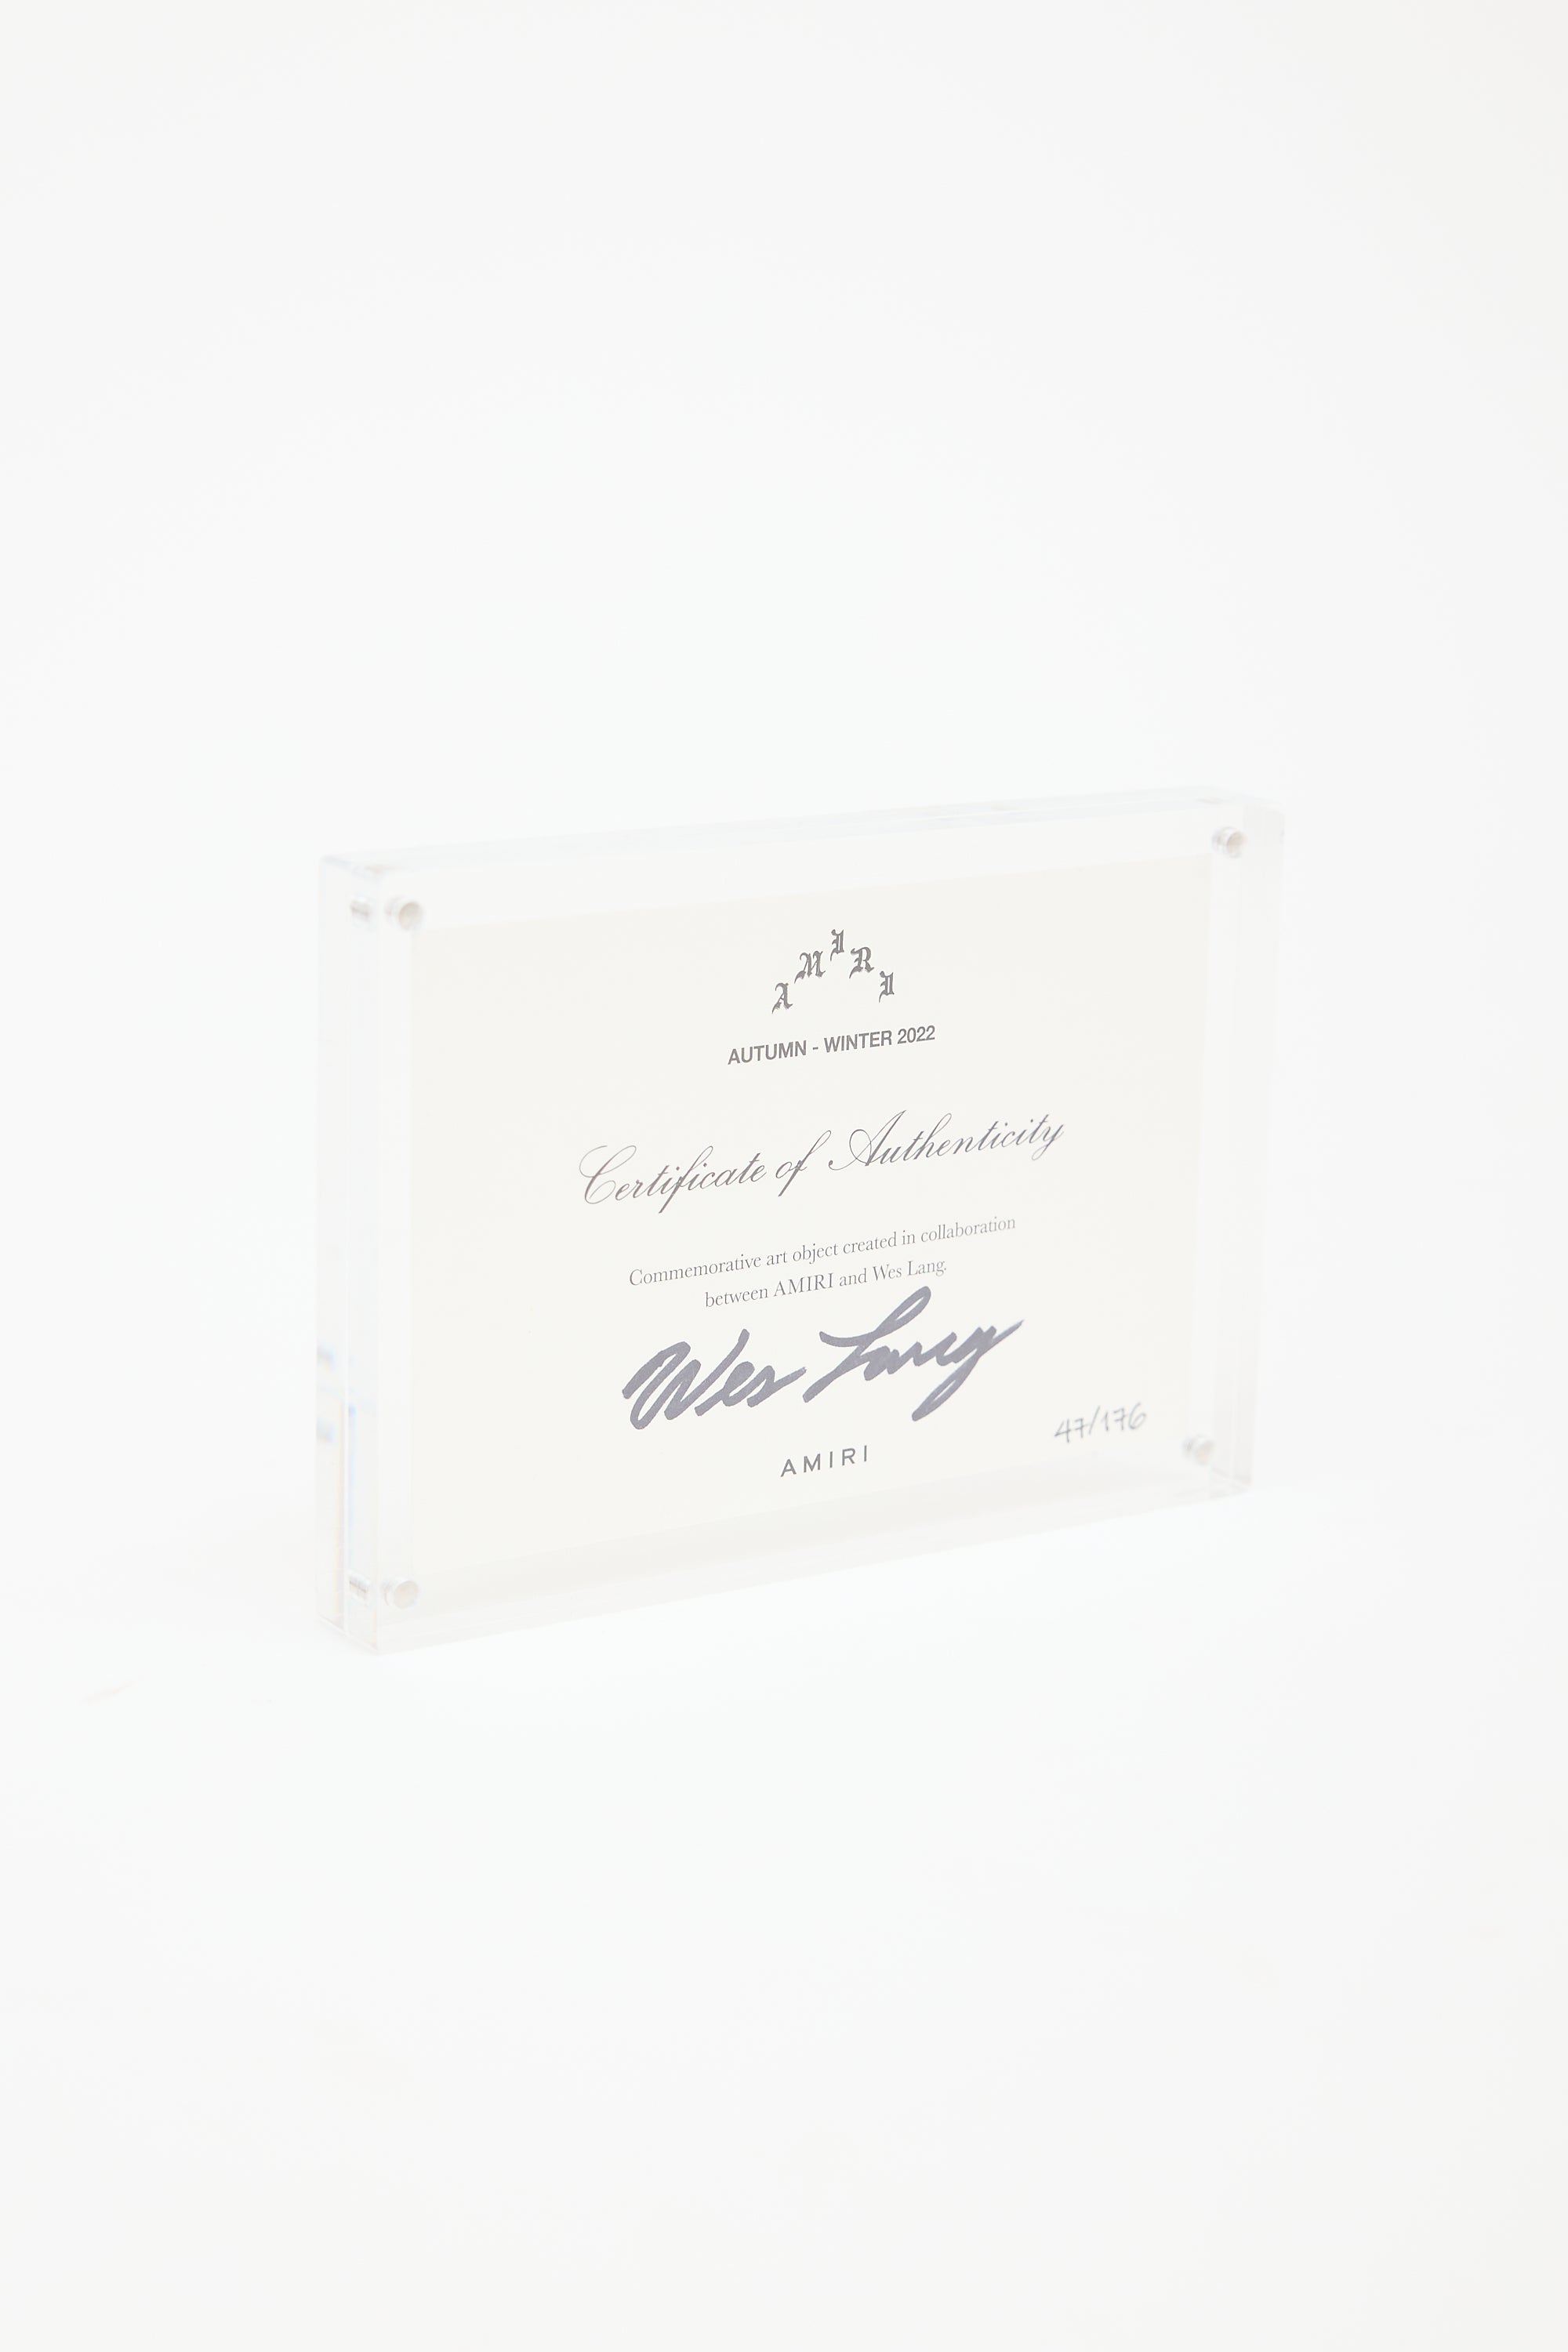 AMIRI
AUTUMN - WINTER 2022
Certificate of Authenticity
Commemorative art object created in collaboration
between AMIRI and Wes Lang.
Wes Lang
47/176
AMIRI